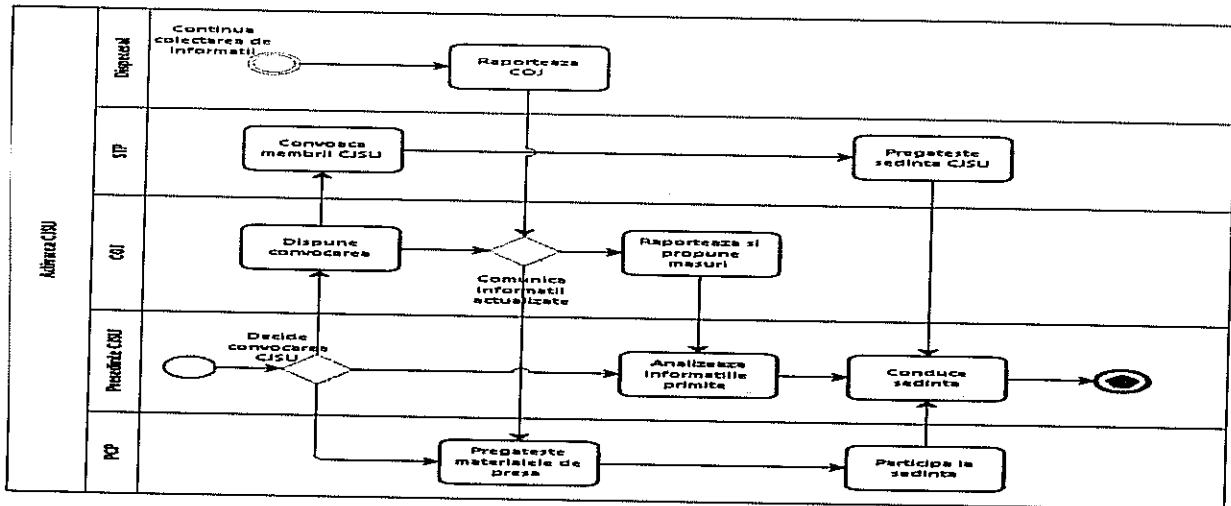 Activarea CJSU
Dispecerat
Continua
colectarea de
informatii
Raporteaza
COJ
STP
Convoaca
membrii CJSU
Pregateste
sedinta CJSU
COJ
Dispune
convocarea
Comunica
informatii
actualizate
Raporteaza si
propune
masuri
Presedinte CJSU
Decide
convocarea
CJSU
Analizeaza
informatiile
primite
Conduce
sedinta
PCP
Pregateste
materialele de
presa
Participa la
sedinta